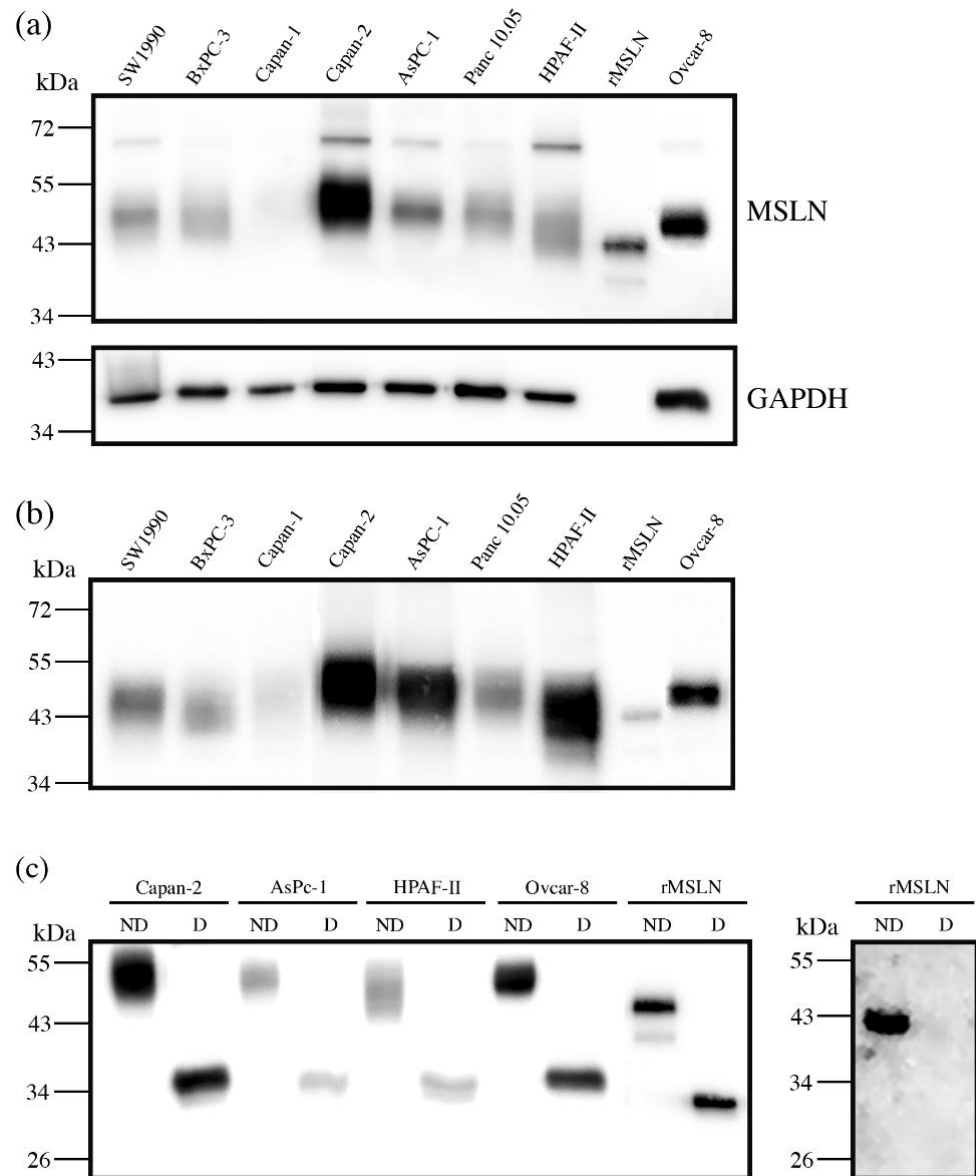 (a)
SW1990 BxPC-3 Capan-1 Capan-2 AsPC-1 Panc 10.05 HPAF-II rMSLN Ovcar-8
kDa
72
55
MSLN
43
34
43
GAPDH
34
(b)
SW1990 BxPC-3 Capan-1 Capan-2 AsPC-1 Panc 10.05 HPAF-II rMSLN Ovcar-8
kDa
72
55
43
34
(c)
Capan-2 AsPc-1 HPAF-II Ovcar-8 rMSLN rMSLN
ND D ND D ND D ND D ND D ND D
kDa kDa
55 55
43 43
34 34
26 26